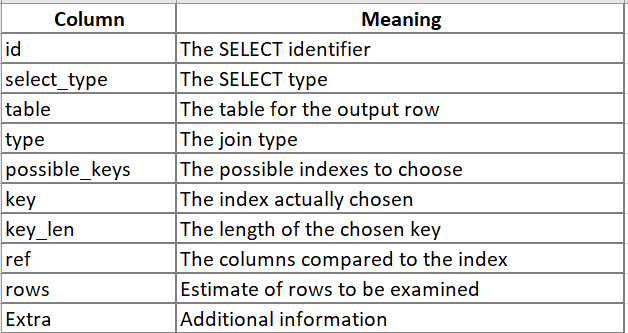 Column Meaning
id The SELECT identifier
select_type The SELECT type
table The table for the output row
type The join type
possible_keys The possible indexes to choose
key The index actually chosen
key_len The length of the chosen key
ref The columns compared to the index
rows Estimate of rows to be examined
Extra Additional information